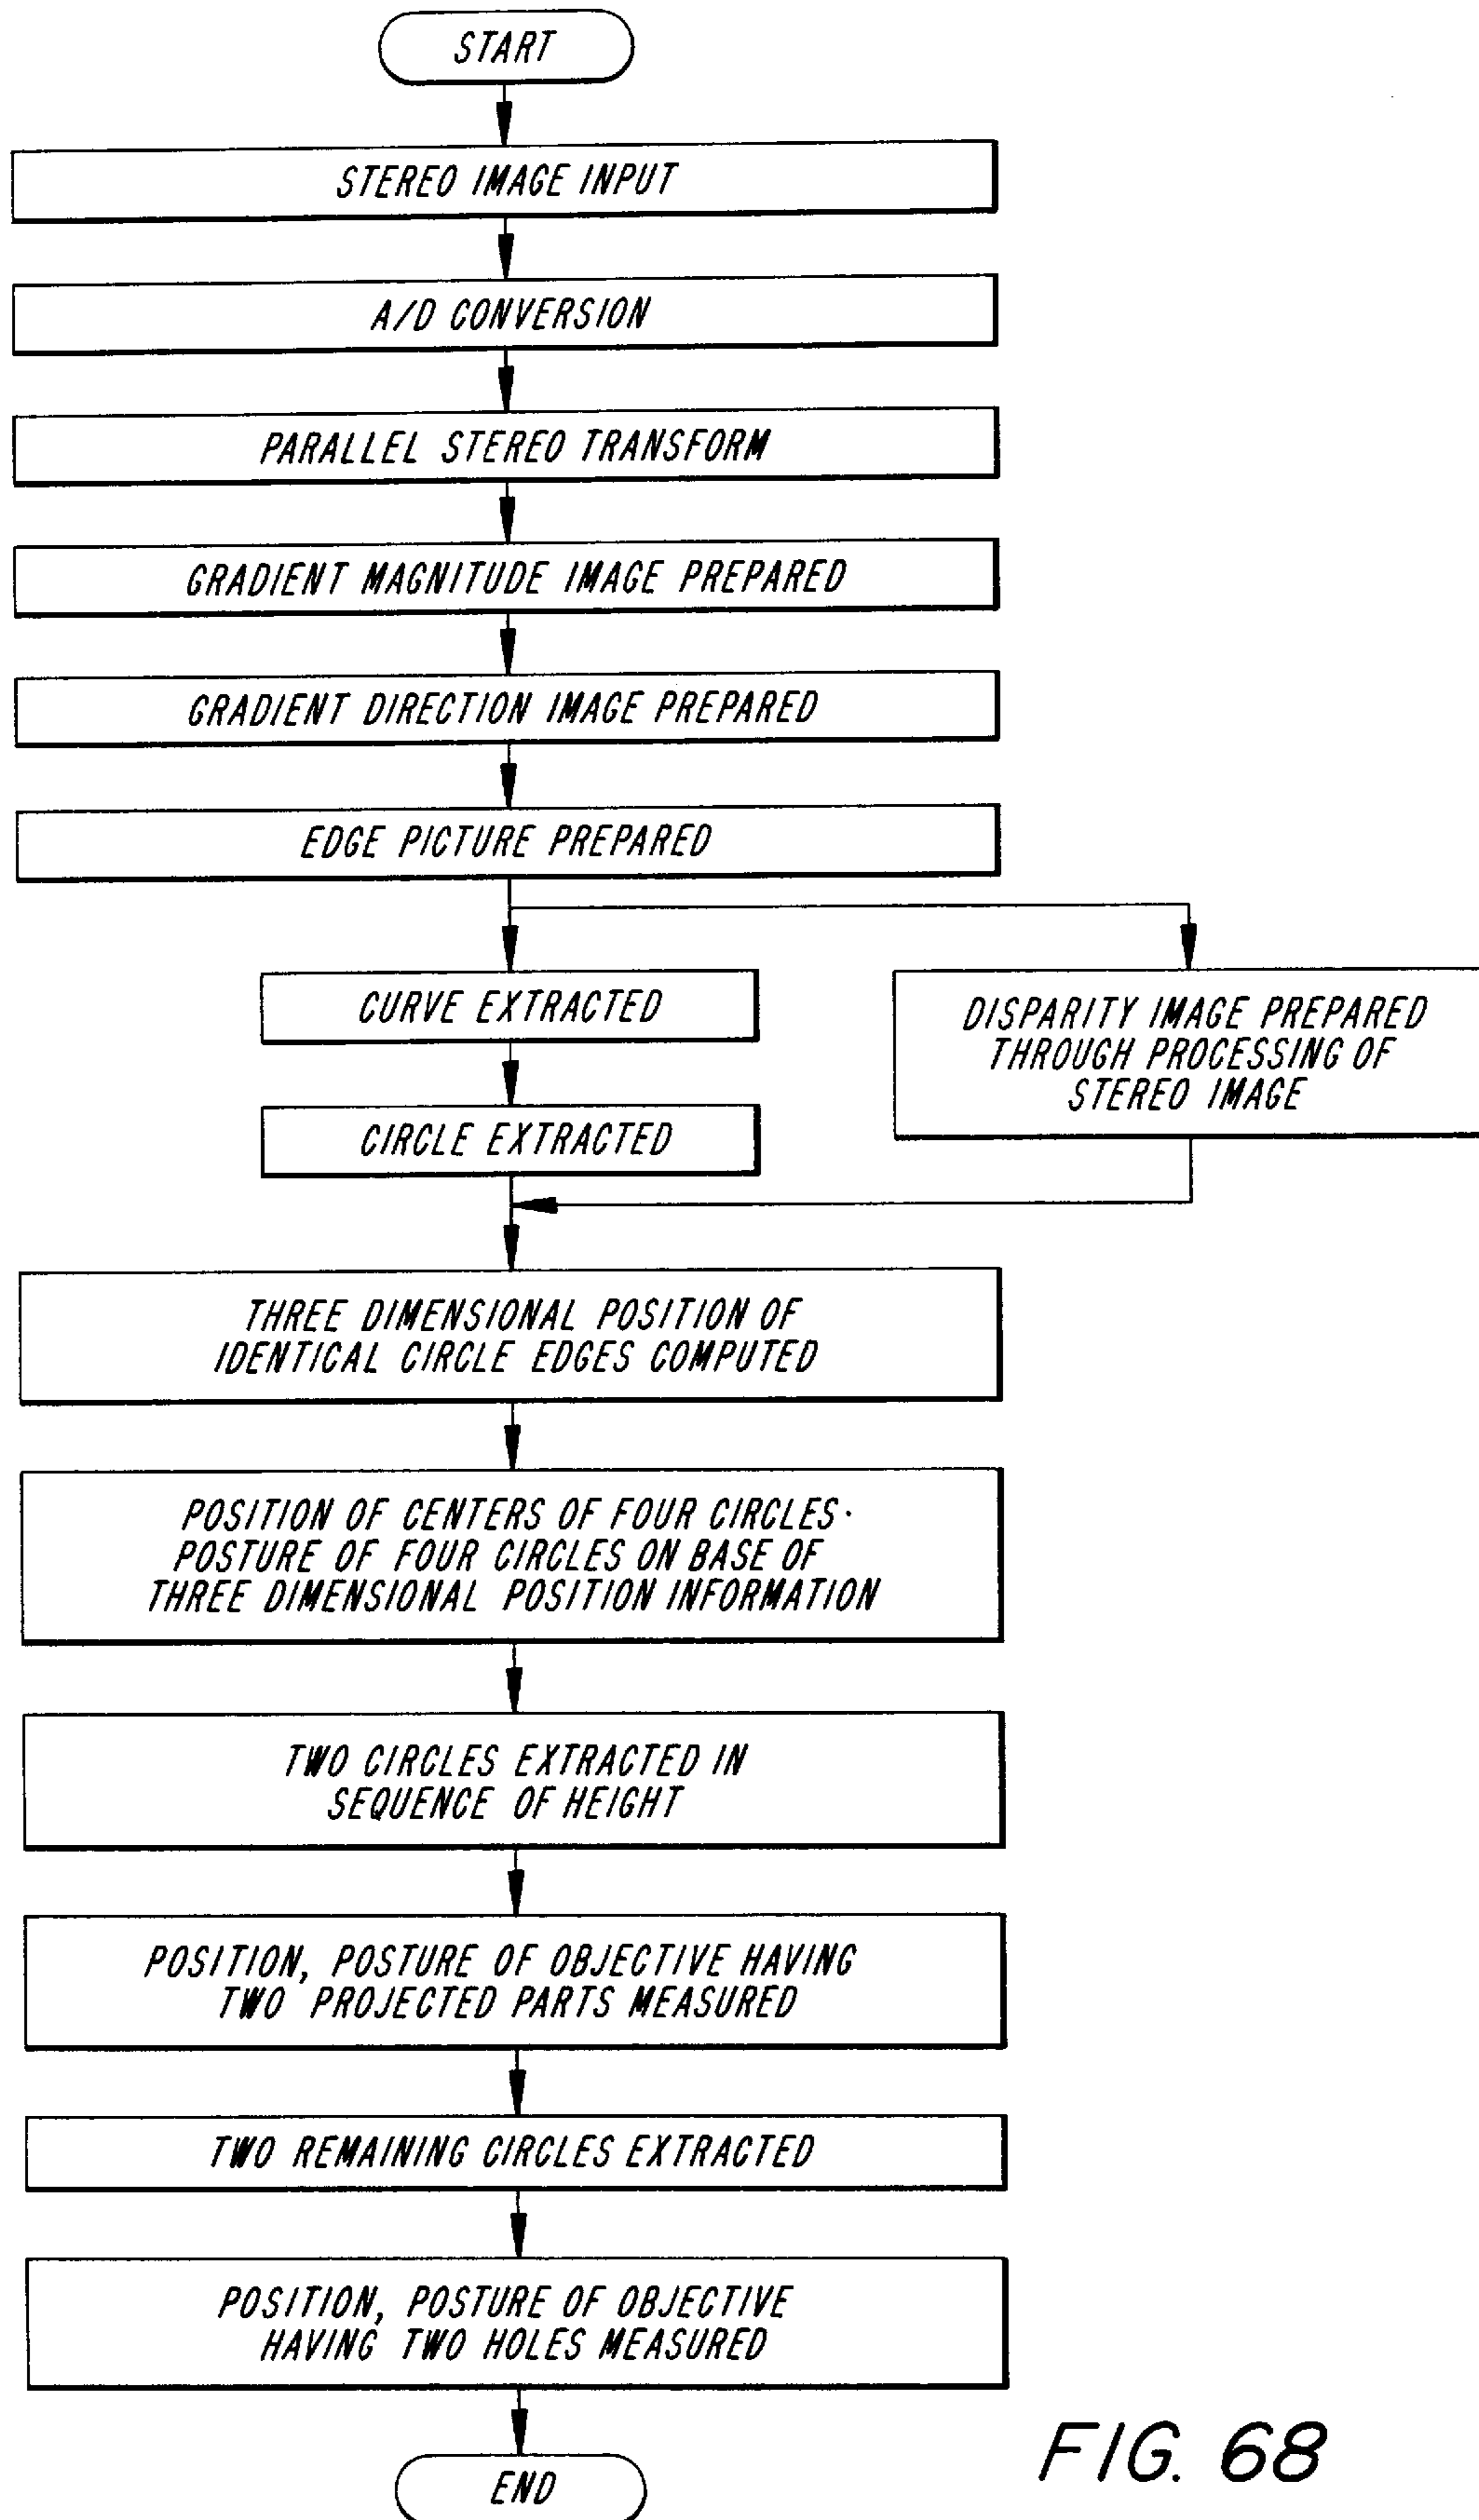 START
STEREO IMAGE INPUT
A/D CONVERSION
PARALLEL STEREO TRANSFORM
GRADIENT MAGNITUDE IMAGE PREPARED
GRADIENT DIRECTION IMAGE PREPARED
EDGE PICTURE PREPARED
CURVE EXTRACTED
CIRCLE EXTRACTED
DISPARITY IMAGE PREPARED
THROUGH PROCESSING OF
STEREO IMAGE
THREE DIMENSIONAL POSITION OF
IDENTICAL CIRCLE EDGES COMPUTED
POSITION OF CENTERS OF FOUR CIRCLES·
POSTURE OF FOUR CIRCLES ON BASE OF
THREE DIMENSIONAL POSITION INFORMATION
TWO CIRCLES EXTRACTED IN
SEQUENCE OF HEIGHT
POSITION, POSTURE OF OBJECTIVE HAVING
TWO PROJECTED PARTS MEASURED
TWO REMAINING CIRCLES EXTRACTED
POSITION, POSTURE OF OBJECTIVE
HAVING TWO HOLES MEASURED
END
FIG. 68